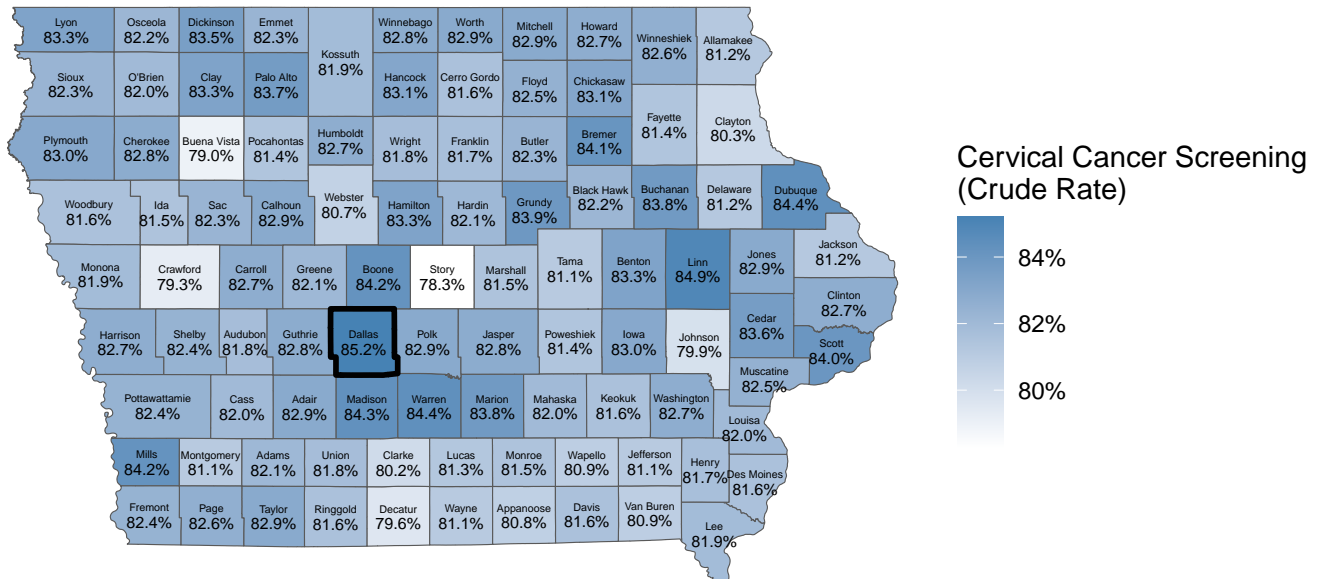 Lyon
83.3%
Osceola
82.2%
Dickinson
83.5%
Emmet
82.3%
Kossuth
81.9%
Winnebago
82.8%
Worth
82.9%
Mitchell
82.9%
Howard
82.7%
Winneshiek
82.6%
Allamakee
81.2%
Sioux
82.3%
O'Brien
82.0%
Clay
83.3%
Palo Alto
83.7%
Hancock
83.1%
Cerro Gordo
81.6%
Floyd
82.5%
Chickasaw
83.1%
Fayette
81.4%
Clayton
80.3%
Plymouth
83.0%
Cherokee
82.8%
Buena Vista
79.0%
Pocahontas
81.4%
Humboldt
82.7%
Wright
81.8%
Franklin
81.7%
Butler
82.3%
Bremer
84.1%
Woodbury
81.6%
Ida
81.5%
Sac
82.3%
Calhoun
82.9%
Webster
80.7%
Hamilton
83.3%
Hardin
82.1%
Grundy
83.9%
Black Hawk
82.2%
Buchanan
83.8%
Delaware
81.2%
Dubuque
84.4%
Monona
81.9%
Crawford
79.3%
Carroll
82.7%
Greene
82.1%
Boone
84.2%
Story
78.3%
Marshall
81.5%
Tama
81.1%
Benton
83.3%
Linn
84.9%
Jones
82.9%
Jackson
81.2%
Clinton
82.7%
Harrison
82.7%
Shelby
82.4%
Audubon
81.8%
Guthrie
82.8%
Dallas
85.2%
Polk
82.9%
Jasper
82.8%
Poweshiek
81.4%
Iowa
83.0%
Johnson
79.9%
Cedar
83.6%
Scott
84.0%
Muscatine
82.5%
Pottawattamie
82.4%
Cass
82.0%
Adair
82.9%
Madison
84.3%
Warren
84.4%
Marion
83.8%
Mahaska
82.0%
Keokuk
81.6%
Washington
82.7%
Louisa
82.0%
Mills
84.2%
Montgomery
81.1%
Adams
82.1%
Union
81.8%
Clarke
80.2%
Lucas
81.3%
Monroe
81.5%
Wapello
80.9%
Jefferson
81.1%
Henry
81.7%
Des Moines
81.6%
Fremont
82.4%
Page
82.6%
Taylor
82.9%
Ringgold
81.6%
Decatur
79.6%
Wayne
81.1%
Appanoose
80.8%
Davis
81.6%
Van Buren
80.9%
Lee
81.9%
Cervical Cancer Screening
(Crude Rate)
84%
82%
80%